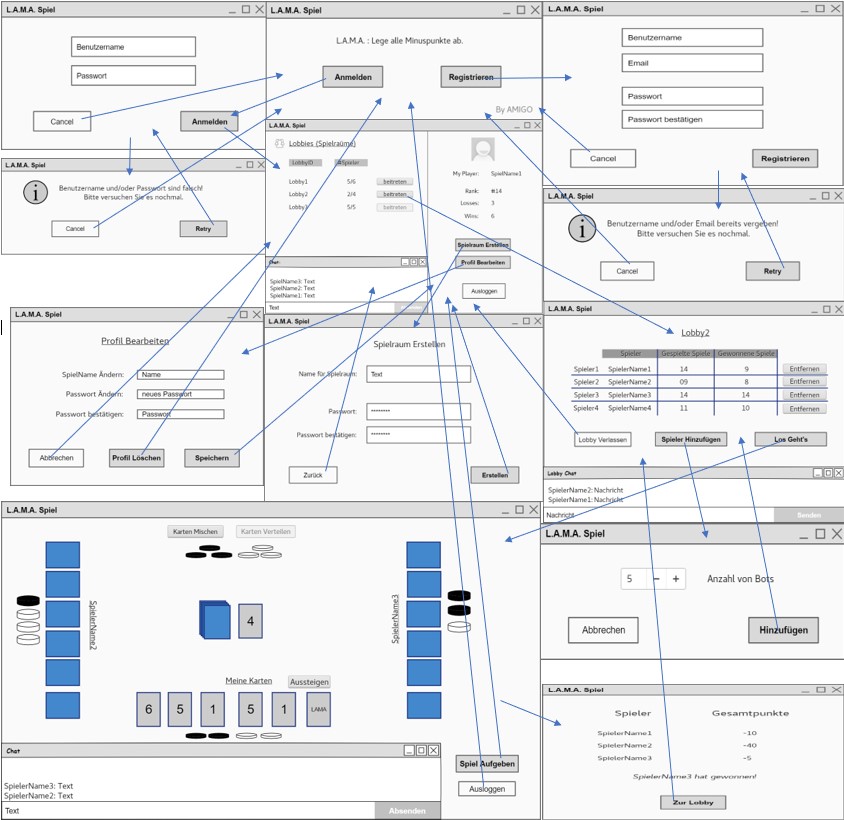 L.A.M.A. Spiel
Benutzername
Passwort
Cancel
Anmelden
L.A.M.A. Spiel
L.A.M.A. : Lege alle Minuspunkte ab.
Anmelden
Registrieren
By AMIGO
L.A.M.A. Spiel
Benutzername
Email
Passwort
Passwort bestätigen
Cancel
Registrieren
L.A.M.A. Spiel
Benutzername und/oder Passwort sind falsch!
Bitte versuchen Sie es nochmal.
Cancel
Retry
L.A.M.A. Spiel
Lobbies (Spielräume)
LobbyID
#Spieler
Lobby1
5/6
beitreten
Lobby2
2/4
beitreten
Lobby3
5/5
beitreten
My Player:
SpielName1
Rank:
#14
Losses:
3
Wins:
6
Spielraum Erstellen
Profil Bearbeiten
Ausloggen
Chat:
SpielName3: Text
SpielName2: Text
SpielName1: Text
Text
L.A.M.A. Spiel
Benutzername und/oder Email bereits vergeben!
Bitte versuchen Sie es nochmal.
Cancel
Retry
L.A.M.A. Spiel
Profil Bearbeiten
SpielName Ändern:
Name
Passwort Ändern:
neues Passwort
Passwort bestätigen:
Passwort
Abbrechen
Profil Löschen
Speichern
L.A.M.A. Spiel
Spielraum Erstellen
Name für Spielraum:
Text
Passwort:
********
Passwort bestätigen:
********
Zurück
Erstellen
L.A.M.A. Spiel
Lobby2
Spieler
Gespielte Spiele
Gewonnene Spiele
Spieler1
SpielerName1
14
9
Entfernen
Spieler2
SpielerName2
09
8
Entfernen
Spieler3
SpielerName3
14
14
Entfernen
Spieler4
SpielerName4
11
10
Entfernen
Lobby Verlassen
Spieler Hinzufügen
Los Geht's
Lobby Chat
SpielerName2: Nachricht
SpielerName1: Nachricht
Nachricht
Senden
L.A.M.A. Spiel
Karten Mischen
Karten Verteilen
SpielerName2
SpielerName3
4
Meine Karten
Aussteigen
6
5
1
5
1
LAMA
Chat
SpielerName3: Text
SpielerName2: Text
Text
Absenden
Spiel Aufgeben
Ausloggen
L.A.M.A. Spiel
5
−
+
Anzahl von Bots
Abbrechen
Hinzufügen
L.A.M.A. Spiel
Spieler
Gesamtpunkte
SpielerName1
-10
SpielerName2
-40
SpielerName3
-5
SpielerName3 hat gewonnen!
Zur Lobby